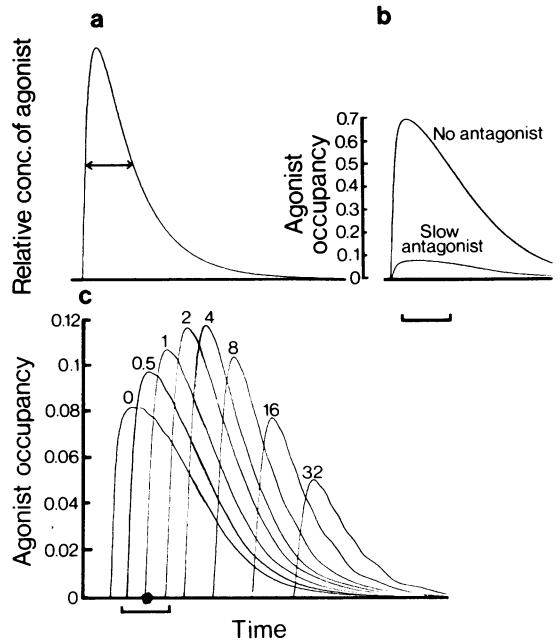 a
Relative conc. of agonist
b
Agonist
occupancy
0.7
0.6
0.5
0.4
0.3
0.2
0.1
0
No antagonist
Slow
antagonist
c
Agonist occupancy
0.12
0.1
0.08
0.06
0.04
0.02
0
0
0.5
1
2
4
8
16
32
Time